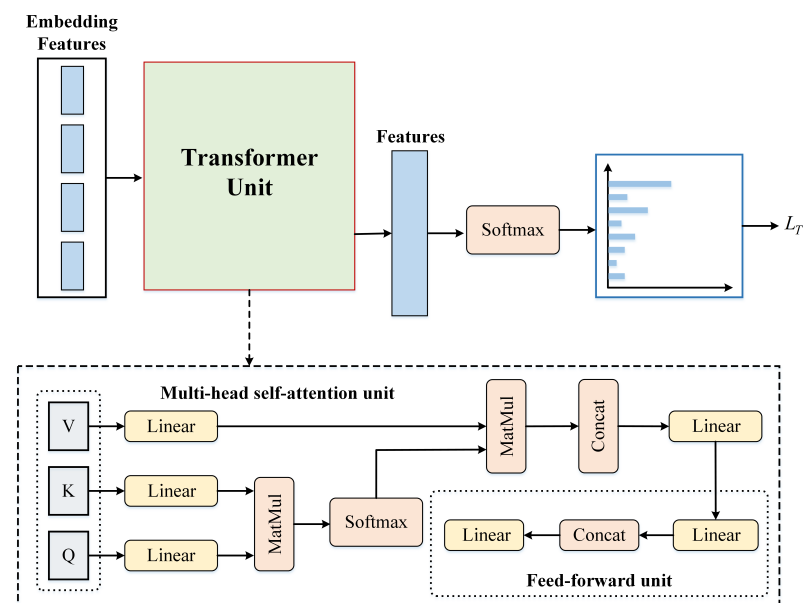 Embedding
Features
Transformer
Unit
Features
Softmax
L_T
Multi-head self-attention unit
V
Linear
MatMul
Concat
Linear
K
Linear
MatMul
Softmax
Q
Linear
Linear
Concat
Linear
Feed-forward unit